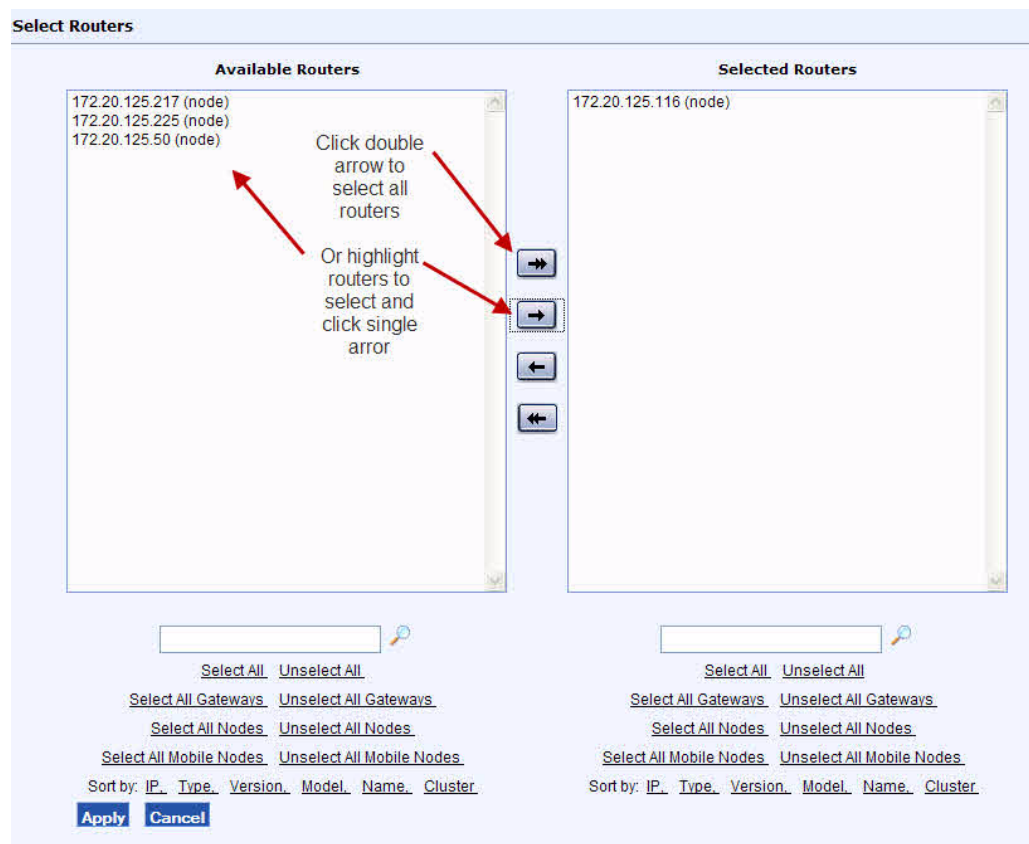 Select Routers
Available Routers
172.20.125.217 (node)
172.20.125.225 (node)
172.20.125.50 (node)
Click double
arrow to
select all
routers
Or highlight
routers to
select and
click single
arror
Selected Routers
172.20.125.116 (node)
Select All Unselect All
Select All Gateways Unselect All Gateways
Select All Nodes Unselect All Nodes
Select All Mobile Nodes Unselect All Mobile Nodes
Sort by: IP, Type, Version, Model, Name, Cluster
Select All Unselect All
Select All Gateways Unselect All Gateways
Select All Nodes Unselect All Nodes
Select All Mobile Nodes Unselect All Mobile Nodes
Sort by: IP, Type, Version, Model, Name, Cluster
Apply Cancel